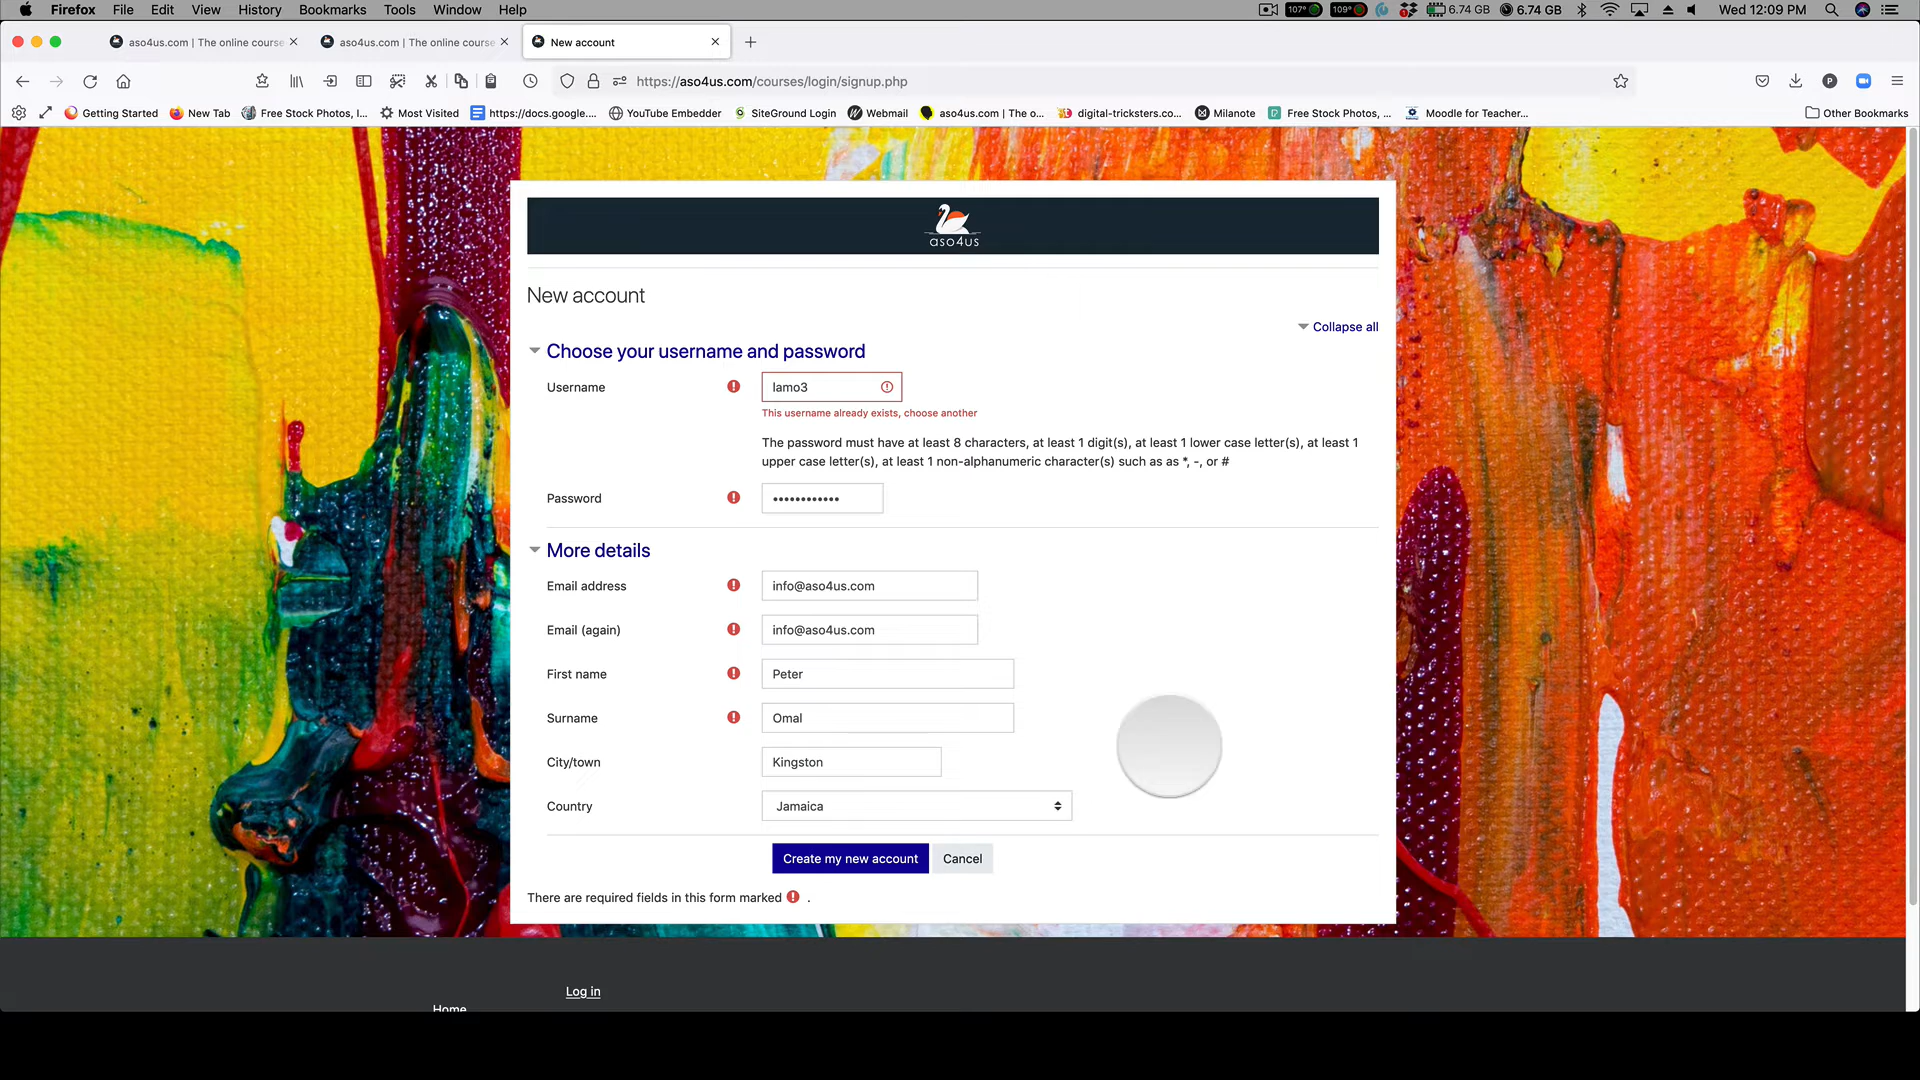 Firefox File Edit View History Bookmarks Tools Window Help 107° 109° 6.74 GB 6.74 GB Wed 12:09 PM
aso4us.com | The online course aso4us.com | The online course New account
https://aso4us.com/courses/login/signup.php P
Getting Started New Tab Free Stock Photos, I... Most Visited https://docs.google.... YouTube Embedder SiteGround Login Webmail aso4us.com | The o... digital-tricksters.co... Milanote Free Stock Photos, ... Moodle for Teacher... Other Bookmarks
aso4us
New account
Collapse all
Choose your username and password
Username lamo3
This username already exists, choose another
The password must have at least 8 characters, at least 1 digit(s), at least 1 lower case letter(s), at least 1
upper case letter(s), at least 1 non-alphanumeric character(s) such as as *, -, or #
Password ••••••••••••
More details
Email address info@aso4us.com
Email (again) info@aso4us.com
First name Peter
Surname Omal
City/town Kingston
Country Jamaica
Create my new account Cancel
There are required fields in this form marked .
Log in
Home